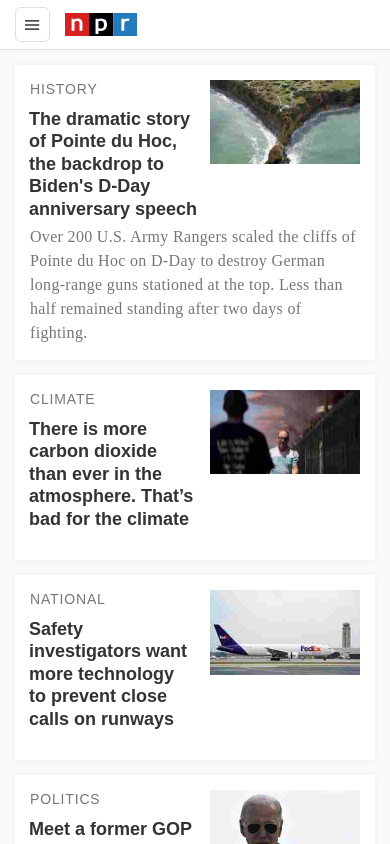 npr
HISTORY
The dramatic story
of Pointe du Hoc,
the backdrop to
Biden's D-Day
anniversary speech
Over 200 U.S. Army Rangers scaled the cliffs of
Pointe du Hoc on D-Day to destroy German
long-range guns stationed at the top. Less than
half remained standing after two days of
fighting.
CLIMATE
There is more
carbon dioxide
than ever in the
atmosphere. That’s
bad for the climate
NATIONAL
Safety
investigators want
more technology
to prevent close
calls on runways
FedEx
POLITICS
Meet a former GOP